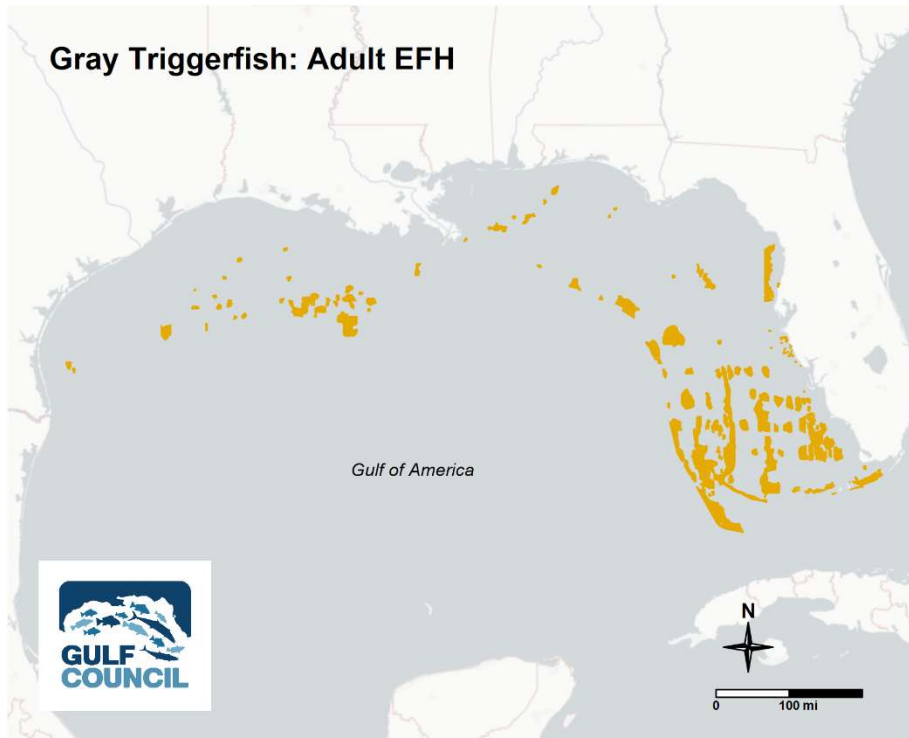 Gray Triggerfish: Adult EFH
Gulf of America
GULF
COUNCIL
N
0 100 mi